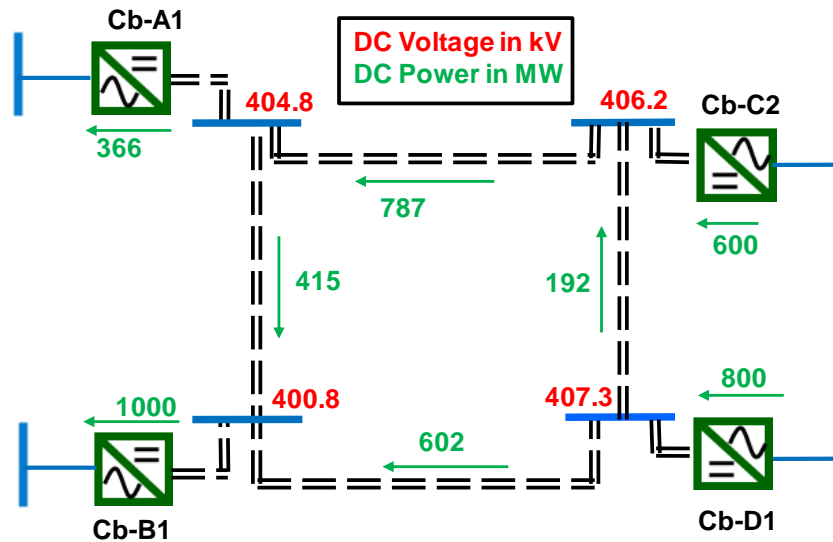 Cb-A1
DC Voltage in kV
DC Power in MW
404.8
406.2
Cb-C2
366
787
600
415
192
1000
400.8
407.3
800
602
Cb-B1
Cb-D1